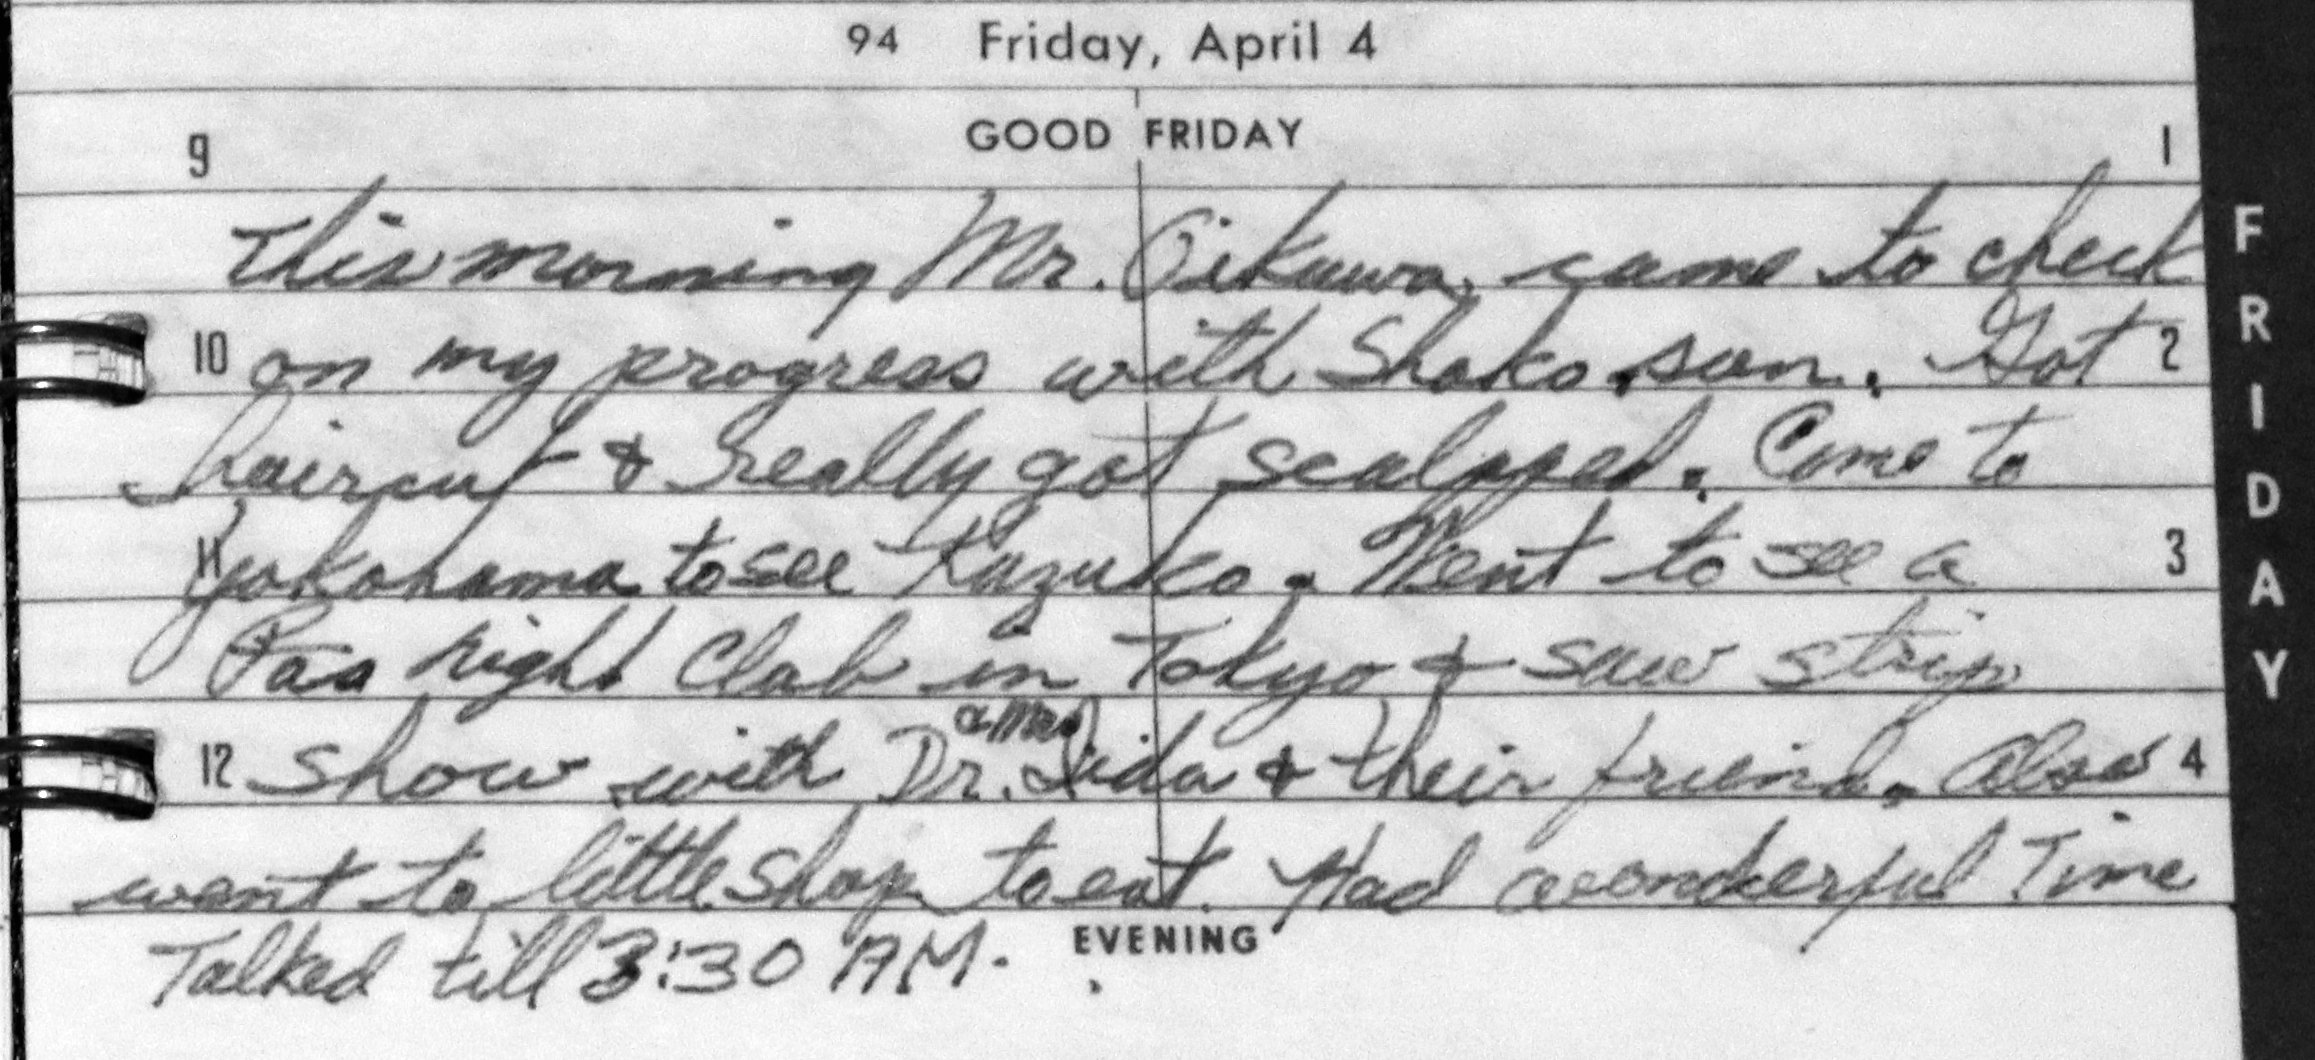 94 Friday, April 4
GOOD FRIDAY
9 1
This morning Mr. Oikawa came to check
10 on my progress with Shoko san. Got 2
haircut & really got scalped. Came to
11 Yokohama to see Kazuko. Went to see a 3
night Club in Tokyo & saw strip
& Mrs
12 show with Dr. Iida & their friend. Also 4
went to little shop to eat. Had wonderful Time
EVENING
Talked till 3:30 AM.
FRIDAY